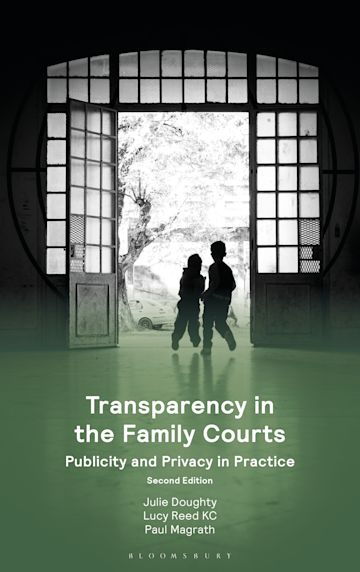 Transparency in
the Family Courts
Publicity and Privacy in Practice
Second Edition
Julie Doughty
Lucy Reed KC
Paul Magrath
BLOOMSBURY